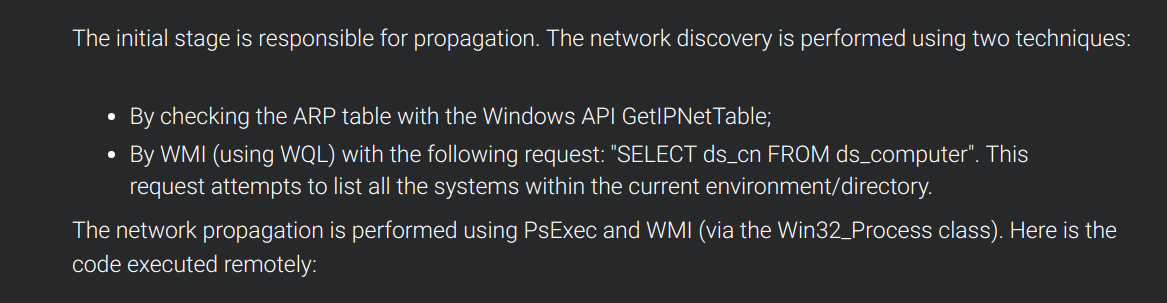 The initial stage is responsible for propagation. The network discovery is performed using two techniques:
• By checking the ARP table with the Windows API GetIPNetTable;
• By WMI (using WQL) with the following request: "SELECT ds_cn FROM ds_computer". This
request attempts to list all the systems within the current environment/directory.
The network propagation is performed using PsExec and WMI (via the Win32_Process class). Here is the
code executed remotely: